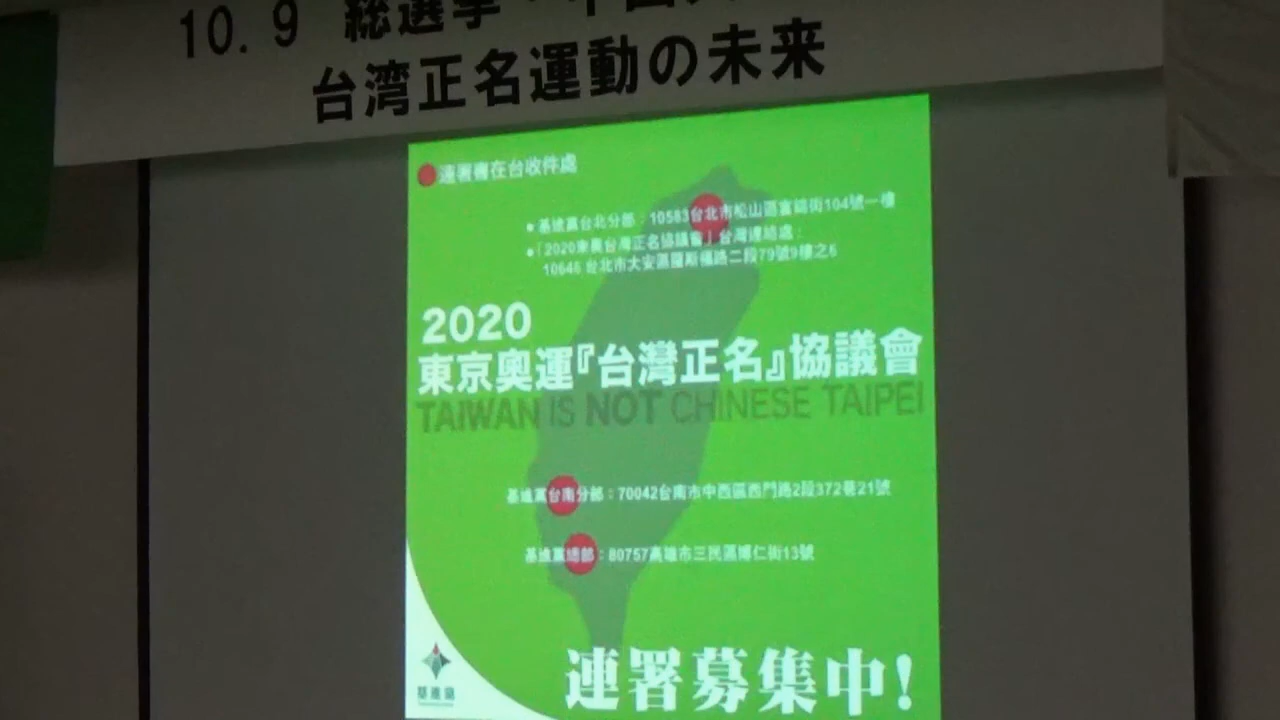 10.9 総選挙・中国
台湾正名運動の未来
連署書在台收件處
基進黨台北分部：10583台北市松山區富錦街104號一樓
「2020東奧台灣正名協議會」台灣連絡處：
10646 台北市大安區羅斯福路二段79號9樓之6
2020
東京奧運『台灣正名』協議會
TAIWAN IS NOT CHINESE TAIPEI
基進黨台南分部：70042台南市中西區西門路2段372巷21號
基進黨總部：80757高雄市三民區博仁街13號
基進黨
連署募集中!